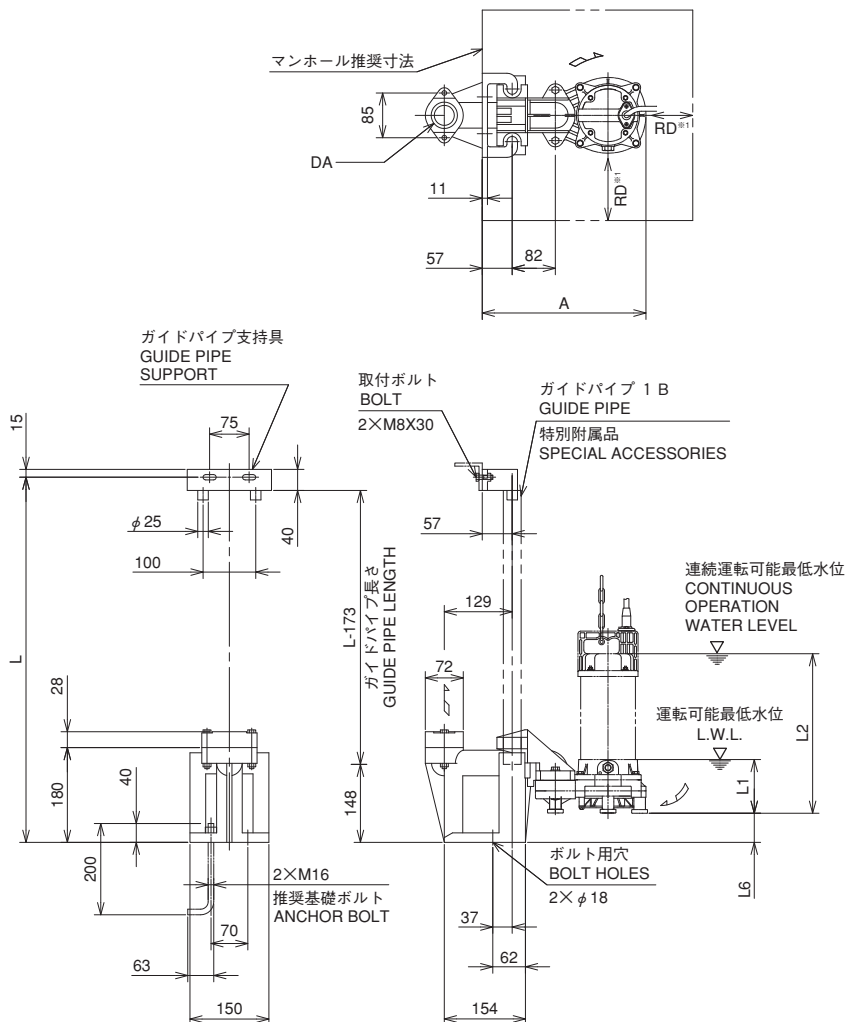 マンホール推奨寸法
85
DA
RD※1
RD※1
11
57
82
A
ガイドパイプ支持具
GUIDE PIPE
SUPPORT
取付ボルト
BOLT
2×M8X30
ガイドパイプ 1 B
GUIDE PIPE
特別附属品
SPECIAL ACCESSORIES
15
75
40
φ25
100
57
L
L-173
ガイドパイプ長さ
GUIDE PIPE LENGTH
129
連続運転可能最低水位
CONTINUOUS
OPERATION
WATER LEVEL
72
28
運転可能最低水位
L.W.L.
L2
L1
180
40
148
200
2×M16
推奨基礎ボルト
ANCHOR BOLT
ボルト用穴
BOLT HOLES
2×φ18
L6
70
37
63
62
150
154